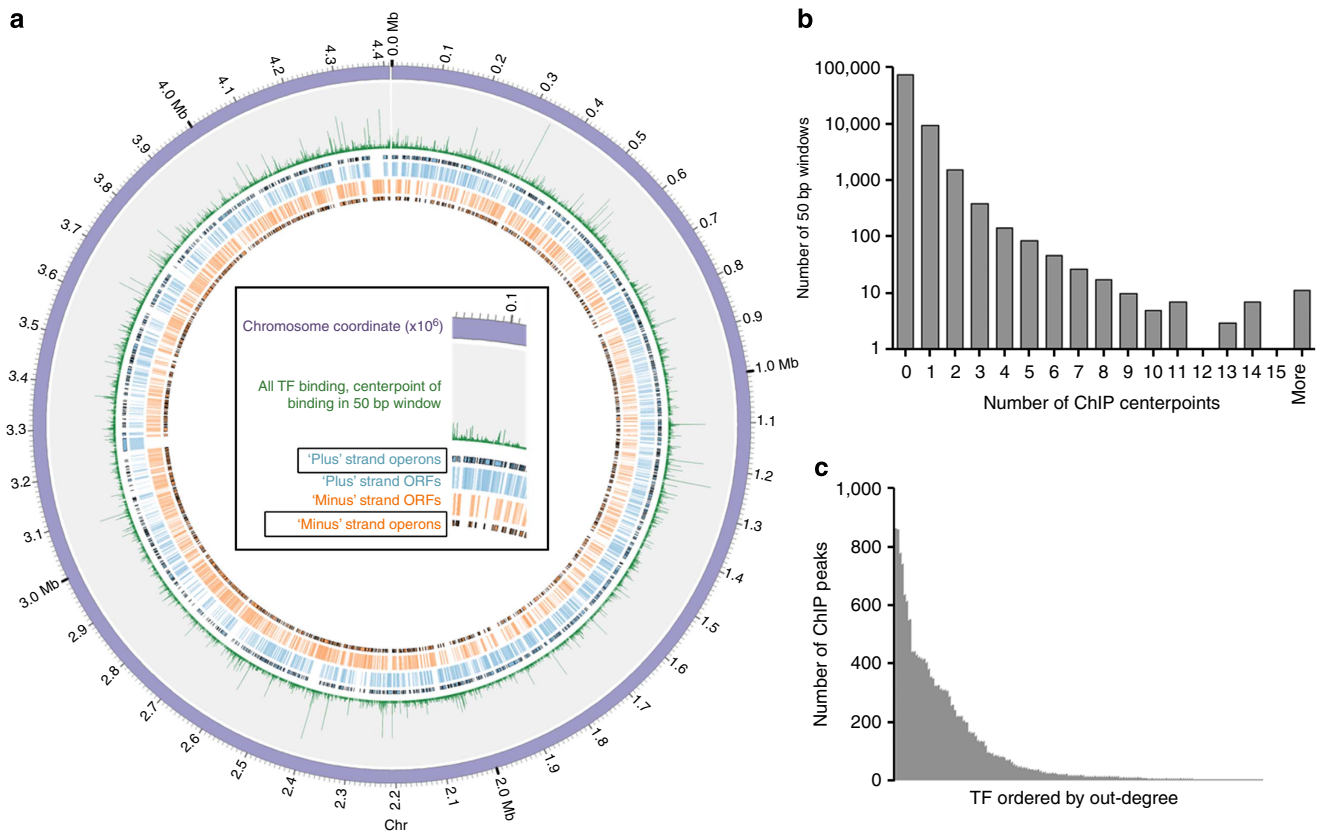 a
0.0 Mb
0.1
0.2
0.3
0.4
0.5
0.6
0.7
0.8
0.9
1.0 Mb
1.1
1.2
1.3
1.4
1.5
1.6
1.7
1.8
1.9
2.0 Mb
2.1
2.2
2.3
2.4
2.5
2.6
2.7
2.8
2.9
3.0 Mb
3.1
3.2
3.3
3.4
3.5
3.6
3.7
3.8
3.9
4.0 Mb
4.1
4.2
4.3
4.4
Chr
Chromosome coordinate (x10⁶)
0.1
All TF binding, centerpoint of
binding in 50 bp window
‘Plus’ strand operons
‘Plus’ strand ORFs
‘Minus’ strand ORFs
‘Minus’ strand operons
b
Number of 50 bp windows
100,000
10,000
1,000
100
10
1
0 1 2 3 4 5 6 7 8 9 10 11 12 13 14 15 More
Number of ChIP centerpoints
c
Number of ChIP peaks
1,000
800
600
400
200
0
TF ordered by out-degree